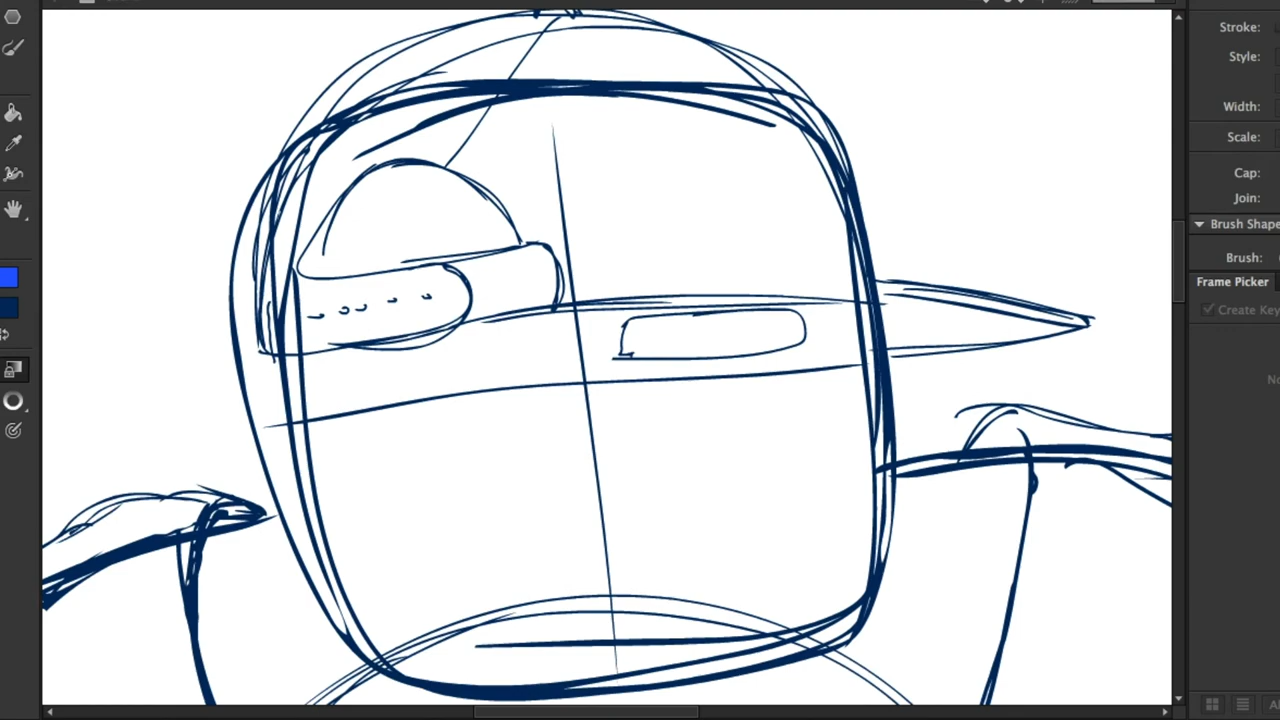 Stroke:
Style:
Width:
Scale:
Cap:
Join:
Brush Shape
Brush:
Frame Picker
Create Key